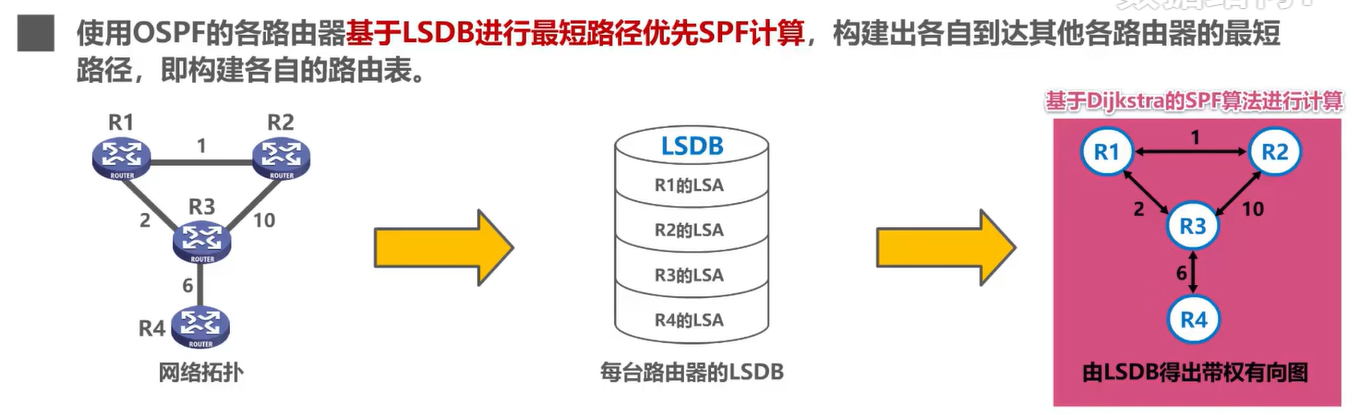 使用OSPF的各路由器基于LSDB进行最短路径优先SPF计算，构建出各自到达其他各路由器的最短
路径，即构建各自的路由表。
基于Dijkstra的SPF算法进行计算
R1
R2
1
ROUTER
ROUTER
2
R3
10
ROUTER
6
R4
ROUTER
网络拓扑
LSDB
R1的LSA
R2的LSA
R3的LSA
R4的LSA
每台路由器的LSDB
R1
1
R2
2
10
R3
6
R4
由LSDB得出带权有向图